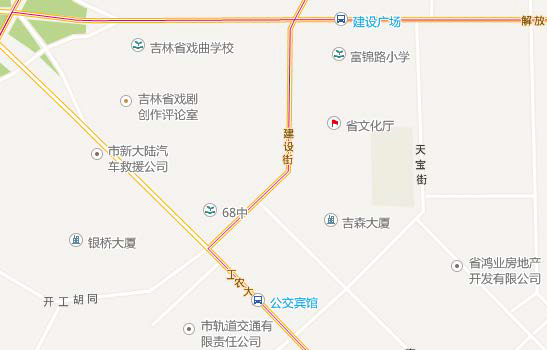 建设广场
解放
吉林省戏曲学校
富锦路小学
吉林省戏剧
创作评论室
省文化厅
建设街
天宝街
市新大陆汽
车救援公司
68中
吉森大厦
银桥大厦
省鸿业房地产
开发有限公司
工农大
开工胡同
公交宾馆
市轨道交通有
限责任公司